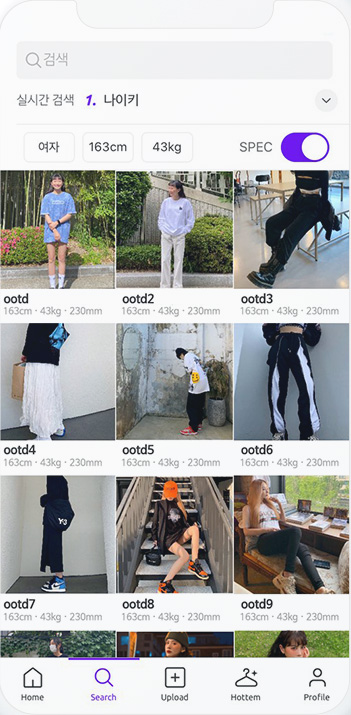 검색
실시간 검색 1. 나이키
여자 163cm 43kg SPEC
ootd ootd2 ootd3
163cm · 43kg · 230mm 163cm · 43kg · 230mm 163cm · 43kg · 230mm
ootd4 ootd5 ootd6
163cm · 43kg · 230mm 163cm · 43kg · 230mm 163cm · 43kg · 230mm
Y-3
ootd7 ootd8 ootd9
163cm · 43kg · 230mm 163cm · 43kg · 230mm 163cm · 43kg · 230mm
Home Search Upload Hottem Profile